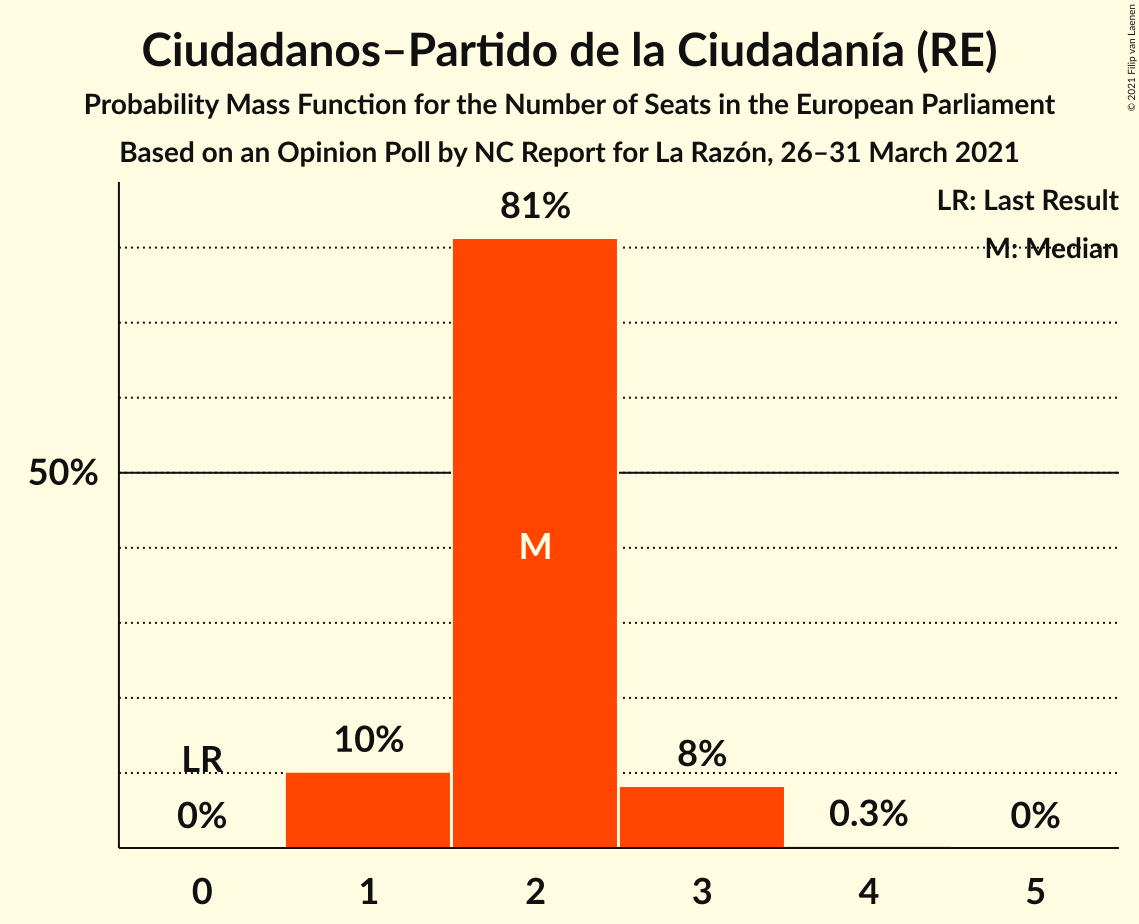 Ciudadanos–Partido de la Ciudadanía (RE)
Probability Mass Function for the Number of Seats in the European Parliament
Based on an Opinion Poll by NC Report for La Razón, 26–31 March 2021
© 2021 Filip van Laenen
LR: Last Result
M: Median
81%
50%
M
LR
10%
8%
0%
0.3%
0%
0 1 2 3 4 5